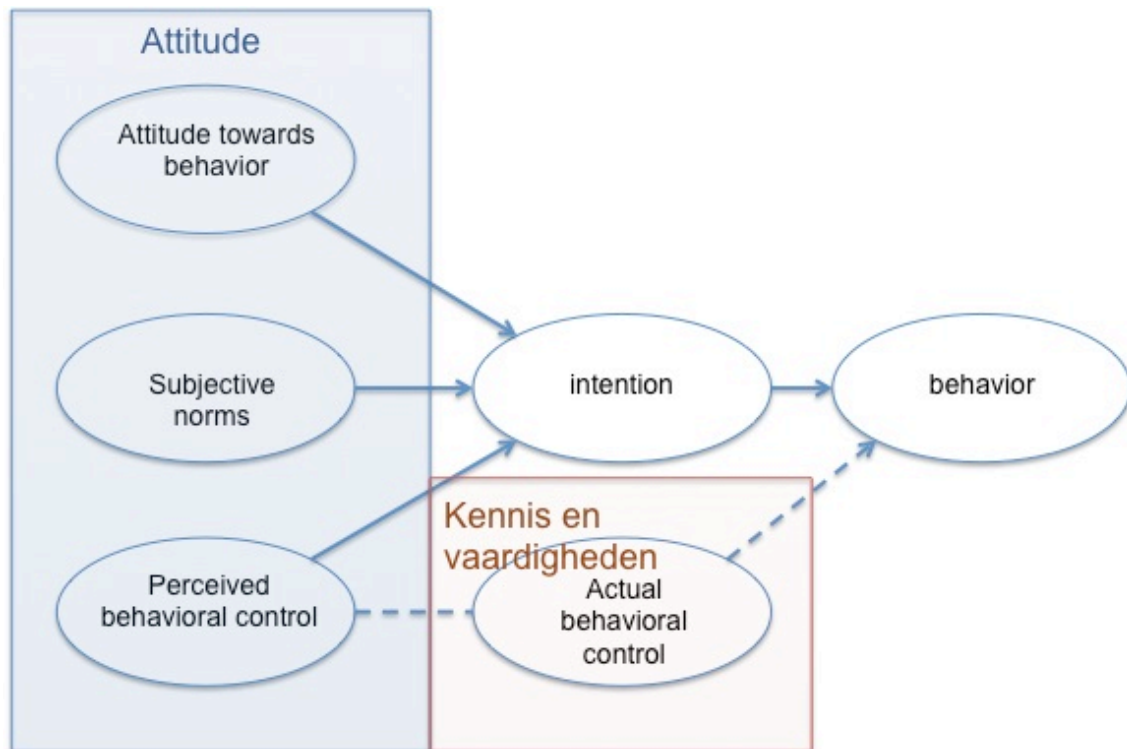 Attitude
Attitude towards
behavior
Subjective
norms
intention
behavior
Kennis en
vaardigheden
Perceived
behavioral control
Actual
behavioral
control